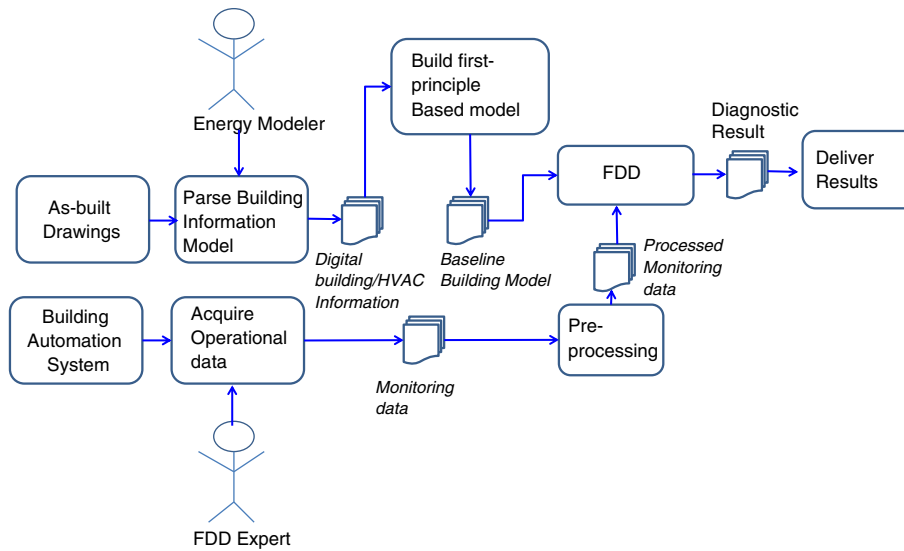 Energy Modeler
Build first-
principle
Based model
Diagnostic
Result
As-built
Drawings
Parse Building
Information
Model
FDD
Deliver
Results
Digital
building/HVAC
Information
Baseline
Building Model
Processed
Monitoring
data
Building
Automation
System
Acquire
Operational
data
Monitoring
data
Pre-
processing
FDD Expert